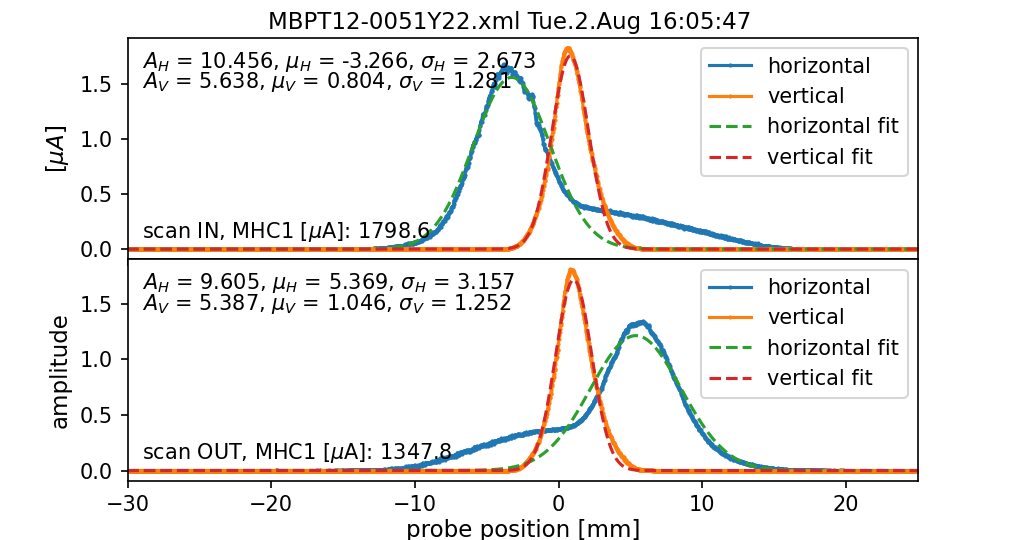 MBPT12-0051Y22.xml Tue.2.Aug 16:05:47
A_H = 10.456, μ_H = -3.266, σ_H = 2.673
A_V = 5.638, μ_V = 0.804, σ_V = 1.281
horizontal
vertical
horizontal fit
vertical fit
scan IN, MHC1 [μA]: 1798.6
[μA]
1.5
1.0
0.5
0.0
A_H = 9.605, μ_H = 5.369, σ_H = 3.157
A_V = 5.387, μ_V = 1.046, σ_V = 1.252
horizontal
vertical
horizontal fit
vertical fit
scan OUT, MHC1 [μA]: 1347.8
amplitude
1.5
1.0
0.5
0.0
−30 −20 −10 0 10 20
probe position [mm]